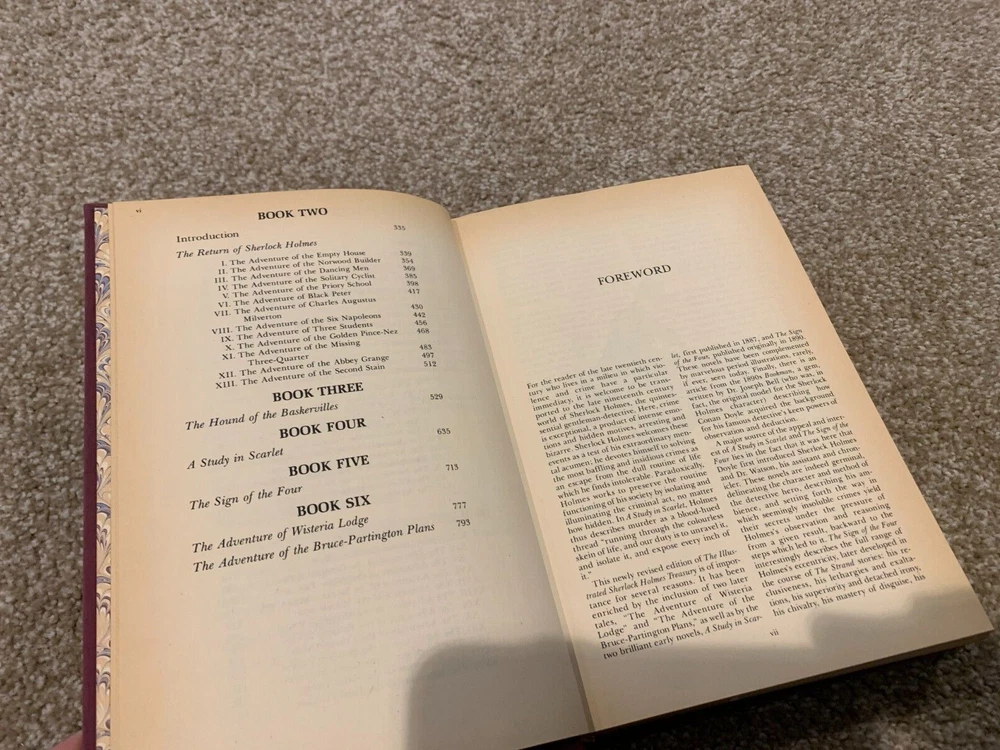 vi
BOOK TWO
Introduction 335
The Return of Sherlock Holmes
I. The Adventure of the Empty House 339
II. The Adventure of the Norwood Builder 354
III. The Adventure of the Dancing Men 369
IV. The Adventure of the Solitary Cyclist 385
V. The Adventure of the Priory School 398
VI. The Adventure of Black Peter 417
VII. The Adventure of Charles Augustus
Milverton 430
VIII. The Adventure of the Six Napoleons 442
IX. The Adventure of Three Students 456
X. The Adventure of the Golden Pince-Nez 468
XI. The Adventure of the Missing
Three-Quarter 483
XII. The Adventure of the Abbey Grange 497
XIII. The Adventure of the Second Stain 512
BOOK THREE
The Hound of the Baskervilles 529
BOOK FOUR
A Study in Scarlet 635
BOOK FIVE
The Sign of the Four 713
BOOK SIX
The Adventure of Wisteria Lodge 777
The Adventure of the Bruce-Partington Plans 793
FOREWORD
For the reader of the late twentieth cen-
tury who lives in a milieu in which vio-
lence and crime have a particular
immediacy, it is welcome to be trans-
ported to the late nineteenth century
world of Sherlock Holmes, the quintes-
sential gentleman-detective. Here, crime
is exceptional, a product of intense emo-
tions and hidden motives, arresting and
bizarre. Sherlock Holmes welcomes these
events as a test of his extraordinary men-
tal acumen; he devotes himself to solving
the most baffling and insidious crimes as
an escape from the dull routine of life
which he finds intolerable. Paradoxically,
Holmes works to preserve the routine
functioning of his society by isolating and
illuminating the criminal act, no matter
how hidden. In A Study in Scarlet, Holmes
thus describes murder as a blood-hued
thread "running through the colourless
skein of life, and our duty is to unravel it,
and isolate it, and expose every inch of
it."
This newly revised edition of The Illus-
trated Sherlock Holmes Treasury is of impor-
tance for several reasons. It has been
enriched by the inclusion of two later
tales, "The Adventure of Wisteria
Lodge" and "The Adventure of the
Bruce-Partington Plans," as well as by the
two brilliant early novels, A Study in Scar-
let, first published in 1887, and The Sign
of the Four, published originally in 1890.
These novels have been complemented
by marvelous period illustrations, rarely,
if ever, seen today. Finally, there is an
article from the 1890s Bookman, a gem,
written by Dr. Joseph Bell (who was, in
fact, the original model for the Sherlock
Holmes character) describing how
Conan Doyle acquired the background
for his famous detective's keen powers of
observation and deduction.
A major source of the appeal and inter-
est of A Study in Scarlet and The Sign of the
Four lies in the fact that it was here that
Doyle first introduced Sherlock Holmes
and Dr. Watson, his assistant and chron-
icler. These novels are indeed germinal,
delineating the character and method of
the detective hero, describing his am-
bience, and setting forth the way in
which seemingly insoluble crimes yield
their secrets under the pressure of
Holmes's observation and reasoning
from a given result, backward to the
steps which led to it. The Sign of the Four
interestingly describes the full range of
Holmes's eccentricity, later developed in
the course of The Strand stories: his re-
clusiveness, his lethargies and exalta-
tions, his superiority and detached irony,
his chivalry, his mastery of disguise, his
vii